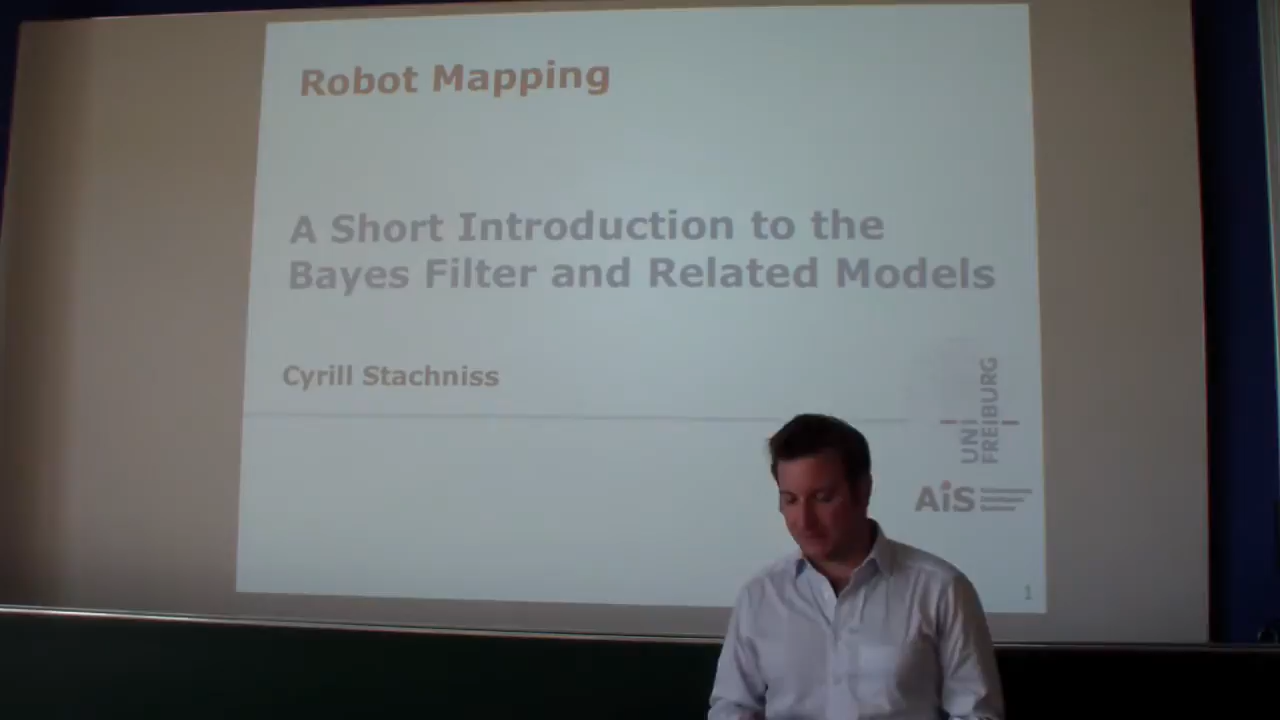 Robot Mapping
A Short Introduction to the
Bayes Filter and Related Models
Cyrill Stachniss
UNI
FREIBURG
AiS
1